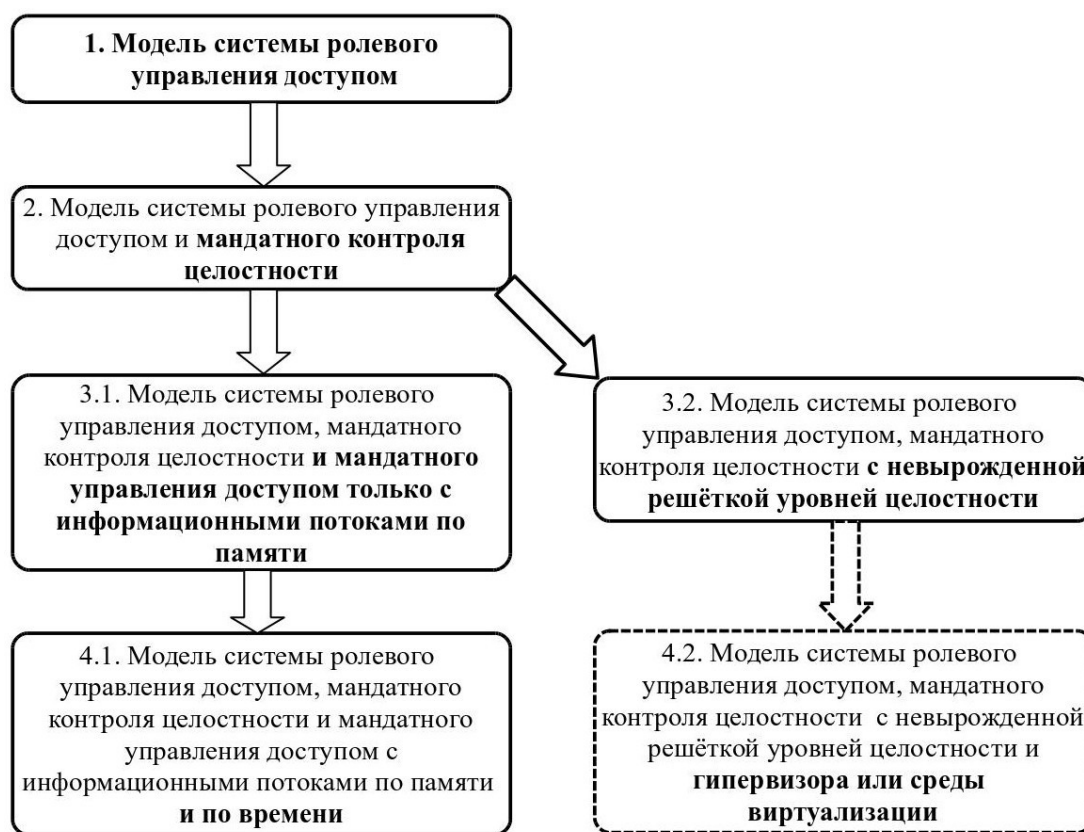 1. Модель системы ролевого
управления доступом
2. Модель системы ролевого управления
доступом и мандатного контроля
целостности
3.1. Модель системы ролевого
управления доступом, мандатного
контроля целостности и мандатного
управления доступом только с
информационными потоками по
памяти
3.2. Модель системы ролевого
управления доступом, мандатного
контроля целостности с невырожденной
решёткой уровней целостности
4.1. Модель системы ролевого
управления доступом, мандатного
контроля целостности и мандатного
управления доступом с
информационными потоками по памяти
и по времени
4.2. Модель системы ролевого
управления доступом, мандатного
контроля целостности с невырожденной
решёткой уровней целостности и
гипервизора или среды
виртуализации